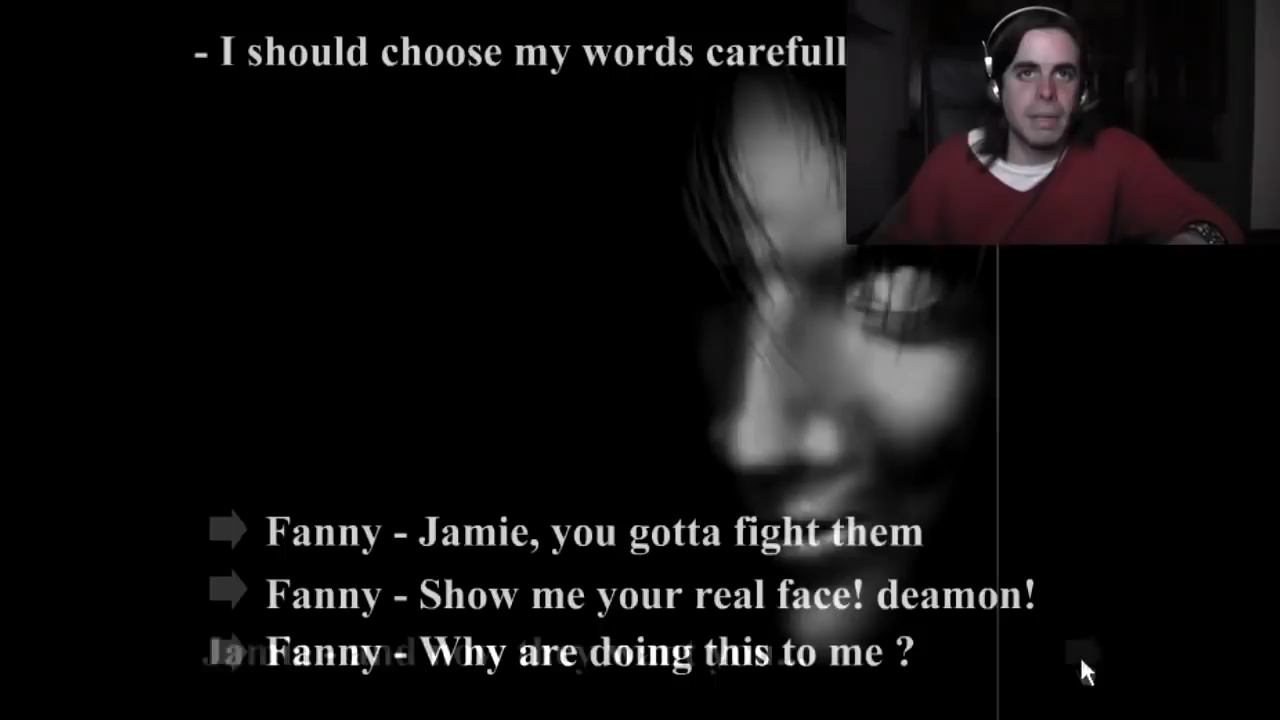 - I should choose my words carefull
Fanny - Jamie, you gotta fight them
Fanny - Show me your real face! deamon!
Fanny - Why are doing this to me ?